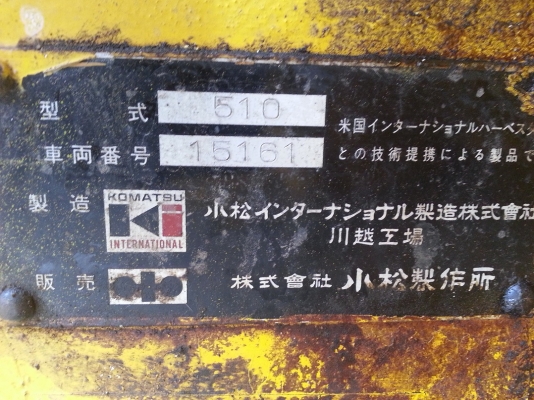 型式 510
米国インターナショナルハーベス
車両番号 15161
との技術提携による製品で
製造 KOMATSU Ki INTERNATIONAL 小松インターナショナル製造株式會
川越工場
販売 株式會社 小松製作所